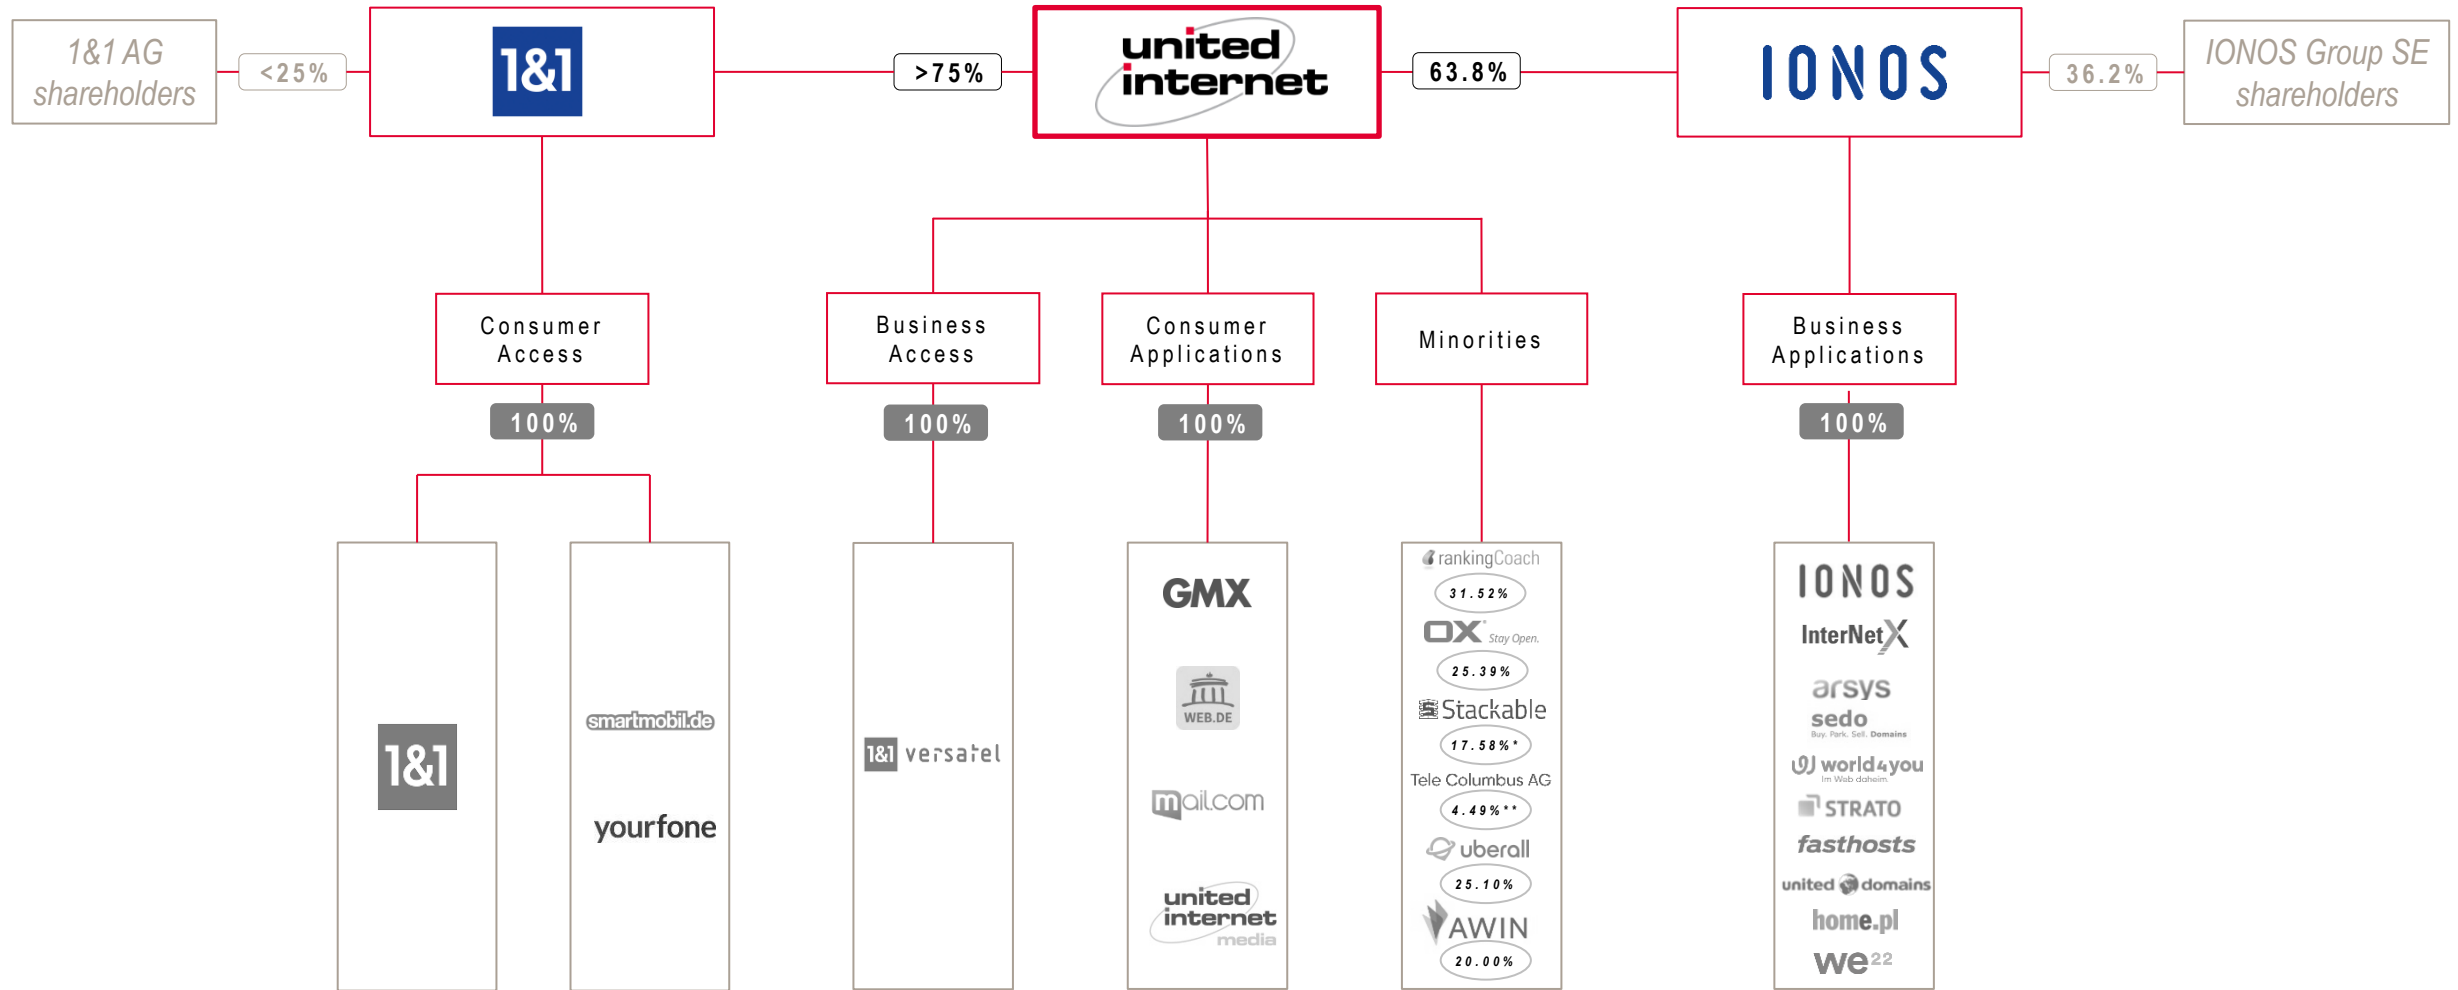 1&1 AG
shareholders
<25%
1&1
>75%
united
internet
63.8%
IONOS
36.2%
IONOS Group SE
shareholders
Consumer
Access
Business
Access
Consumer
Applications
Minorities
Business
Applications
100%
100%
100%
100%
1&1
smartmobil.de
yourfone
1&1 versatel
GMX
WEB.DE
mail.com
united
internet
media
rankingCoach
31.52%
OX® Stay Open.
25.39%
Stackable
17.58%*
Tele Columbus AG
4.49%**
uberall
25.10%
AWIN
20.00%
IONOS
InterNetX
arsys
sedo
Buy. Park. Sell. Domains
world4you
Im Web daheim
STRATO
fasthosts
united domains
home.pl
we22